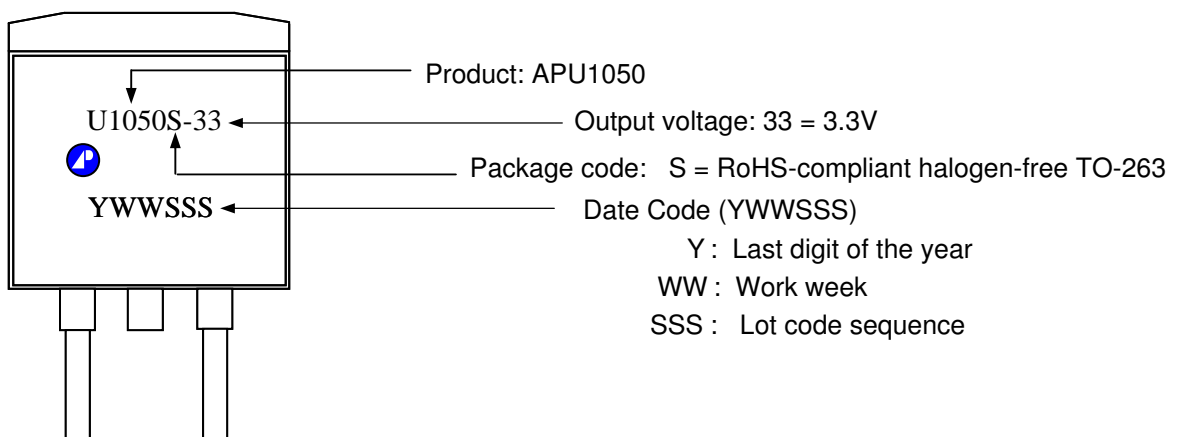 Product: APU1050
U1050S-33
Output voltage: 33 = 3.3V
AP
Package code: S = RoHS-compliant halogen-free TO-263
YWWSSS
Date Code (YWWSSS)
Y : Last digit of the year
WW : Work week
SSS : Lot code sequence